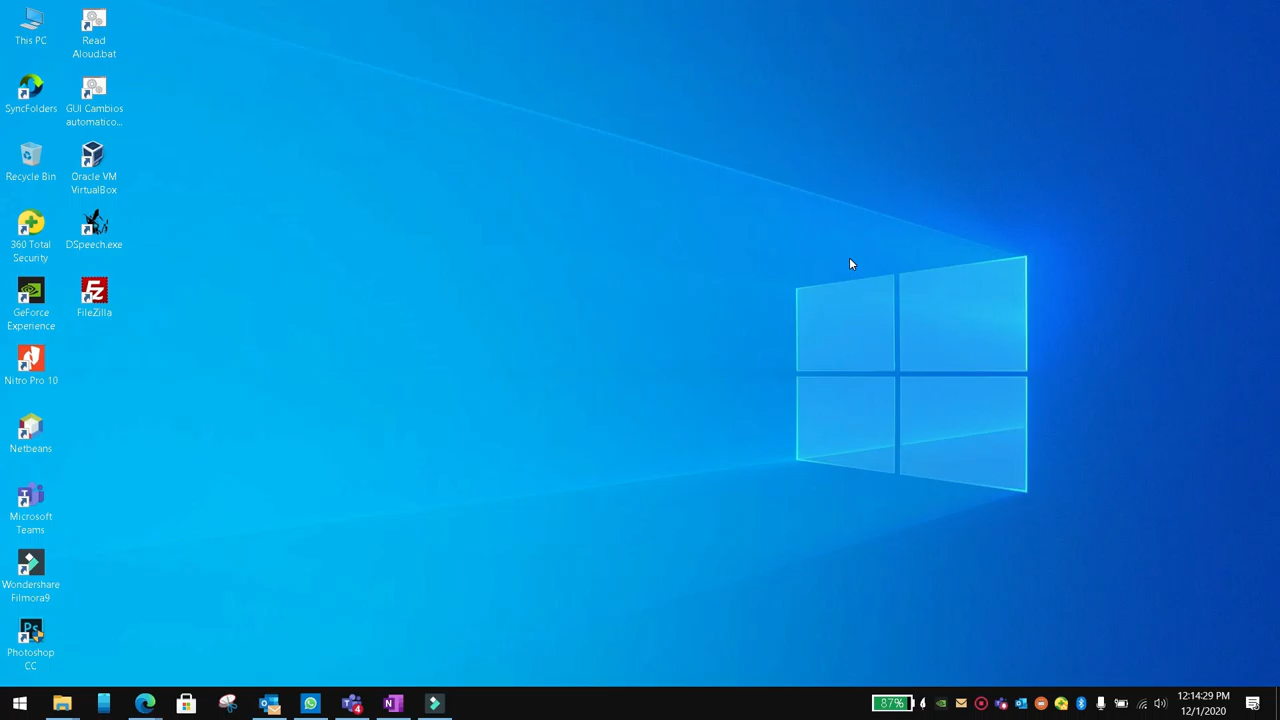 This PC
Read
Aloud.bat
SyncFolders
GUI Cambios
automatico...
Recycle Bin
Oracle VM
VirtualBox
360 Total
Security
DSpeech.exe
GeForce
Experience
FileZilla
Nitro Pro 10
Netbeans
Microsoft
Teams
Wondershare
Filmora9
Ps
Photoshop
CC
4
87%
12:14:29 PM
12/1/2020